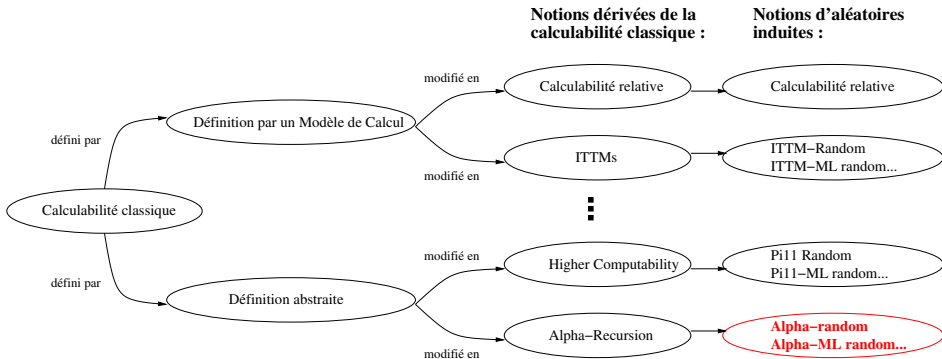 Notions dérivées de la
calculabilité classique :
Notions d'aléatoires
induites :
modifié en
Calculabilité relative
Calculabilité relative
défini par
Définition par un Modèle de Calcul
modifié en
ITTMs
ITTM−Random
ITTM−ML random...
Calculabilité classique
défini par
Définition abstraite
modifié en
Higher Computability
Pi11 Random
Pi11−ML random...
modifié en
Alpha−Recursion
Alpha−random
Alpha−ML random...